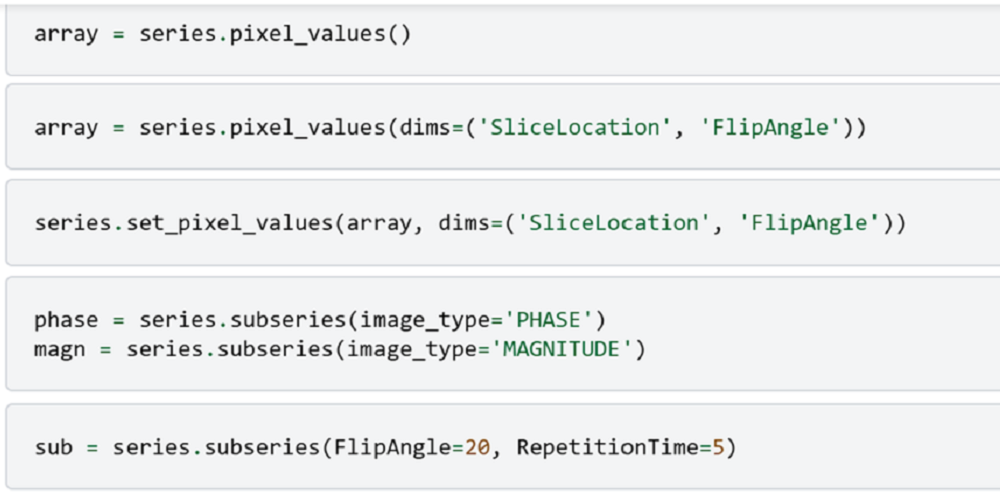 array = series.pixel_values()
array = series.pixel_values(dims=('SliceLocation', 'FlipAngle'))
series.set_pixel_values(array, dims=('SliceLocation', 'FlipAngle'))
phase = series.subseries(image_type='PHASE')
magn = series.subseries(image_type='MAGNITUDE')
sub = series.subseries(FlipAngle=20, RepetitionTime=5)